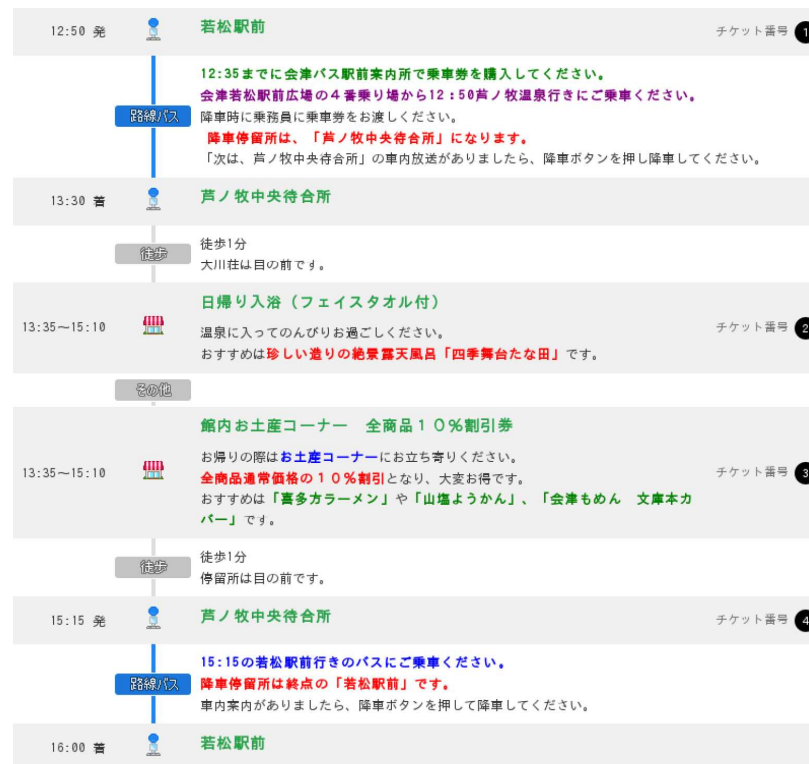 12:50 発
若松駅前
チケット番号 1
12:35までに会津バス駅前案内所で乗車券を購入してください。
会津若松駅前広場の４番乗り場から12：50芦ノ牧温泉行きにご乗車ください。
路線バス
降車時に乗務員に乗車券をお渡しください。
降車停留所は、「芦ノ牧中央待合所」になります。
「次は、芦ノ牧中央待合所」の車内放送がありましたら、降車ボタンを押し降車してください。
13:30 着
芦ノ牧中央待合所
徒歩
徒歩1分
大川荘は目の前です。
13:35～15:10
日帰り入浴（フェイスタオル付）
チケット番号 2
温泉に入ってのんびりお過ごしください。
おすすめは珍しい造りの絶景露天風呂「四季舞台たな田」です。
その他
13:35～15:10
館内お土産コーナー　全商品１０％割引券
チケット番号 3
お帰りの際はお土産コーナーにお立ち寄りください。
全商品通常価格の１０％割引となり、大変お得です。
おすすめは「喜多方ラーメン」や「山塩ようかん」、「会津もめん　文庫本カ
バー」です。
徒歩
徒歩1分
停留所は目の前です。
15:15 発
芦ノ牧中央待合所
チケット番号 4
15:15の若松駅前行きのバスにご乗車ください。
路線バス
降車停留所は終点の「若松駅前」です。
車内案内がありましたら、降車ボタンを押して降車してください。
16:00 着
若松駅前